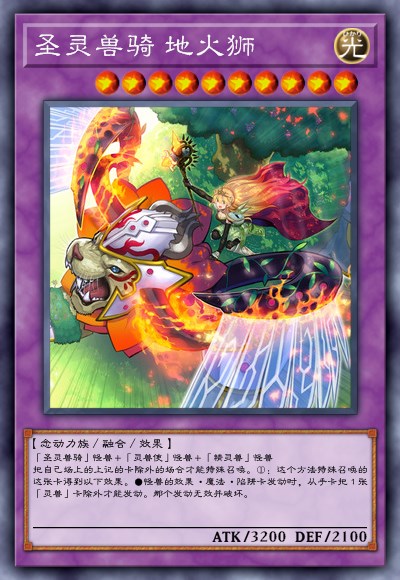 圣灵兽骑 地火狮
光
【念动力族／融合／效果】
「圣灵兽骑」怪兽＋「灵兽使」怪兽＋「精灵兽」怪兽
把自己场上的上记的卡除外的场合才能特殊召唤。①：这个方法特殊召唤的
这张卡得到以下效果。●怪兽的效果・魔法・陷阱卡发动时，从手卡把1张
「灵兽」卡除外才能发动。那个发动无效并破坏。
ATK/3200 DEF/2100